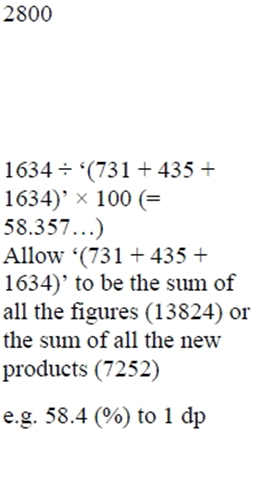 2800
1634 ÷ ‘(731 + 435 +
1634)’ × 100 (=
58.357…)
Allow ‘(731 + 435 +
1634)’ to be the sum of
all the figures (13824) or
the sum of all the new
products (7252)
e.g. 58.4 (%) to 1 dp